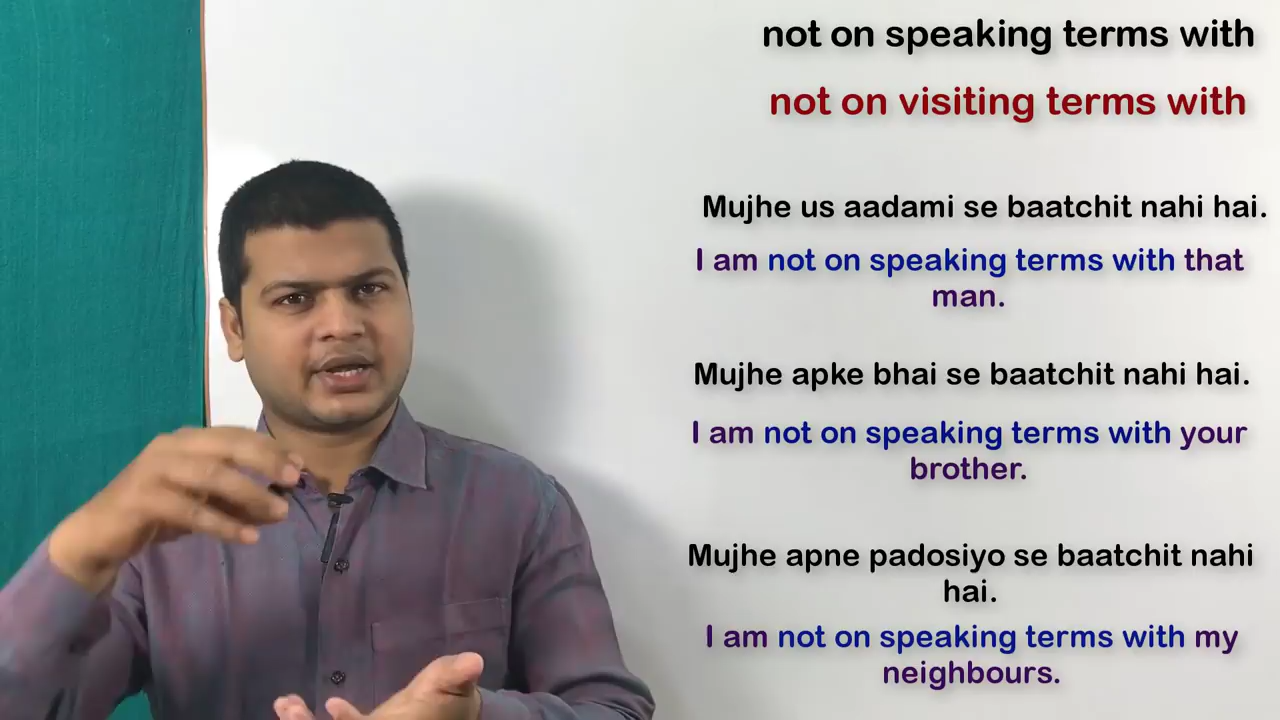 not on speaking terms with
not on visiting terms with
Mujhe us aadami se baatchit nahi hai.
I am not on speaking terms with that
man.
Mujhe apke bhai se baatchit nahi hai.
I am not on speaking terms with your
brother.
Mujhe apne padosiyo se baatchit nahi
hai.
I am not on speaking terms with my
neighbours.